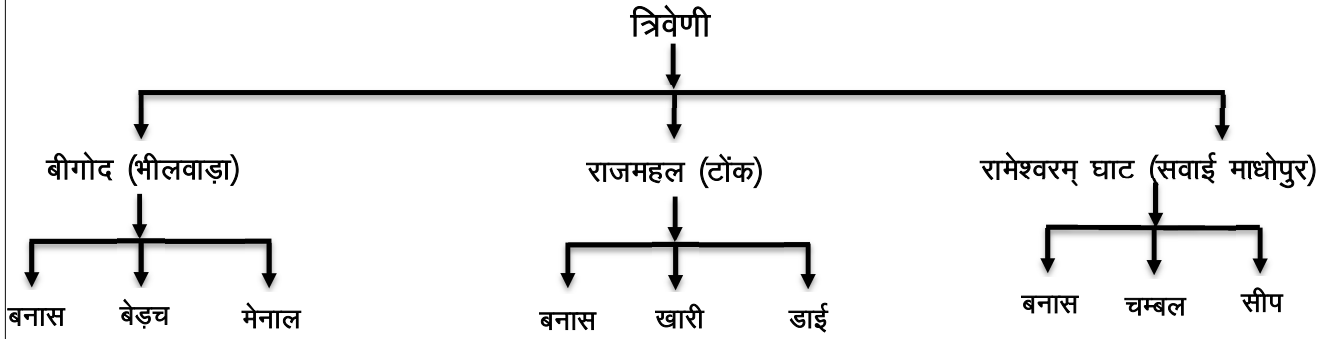 त्रिवेणी
बीगोद (भीलवाड़ा) राजमहल (टोंक) रामेश्वरम् घाट (सवाई माधोपुर)
बनास बेड़च मेनाल बनास खारी डाई बनास चम्बल सीप